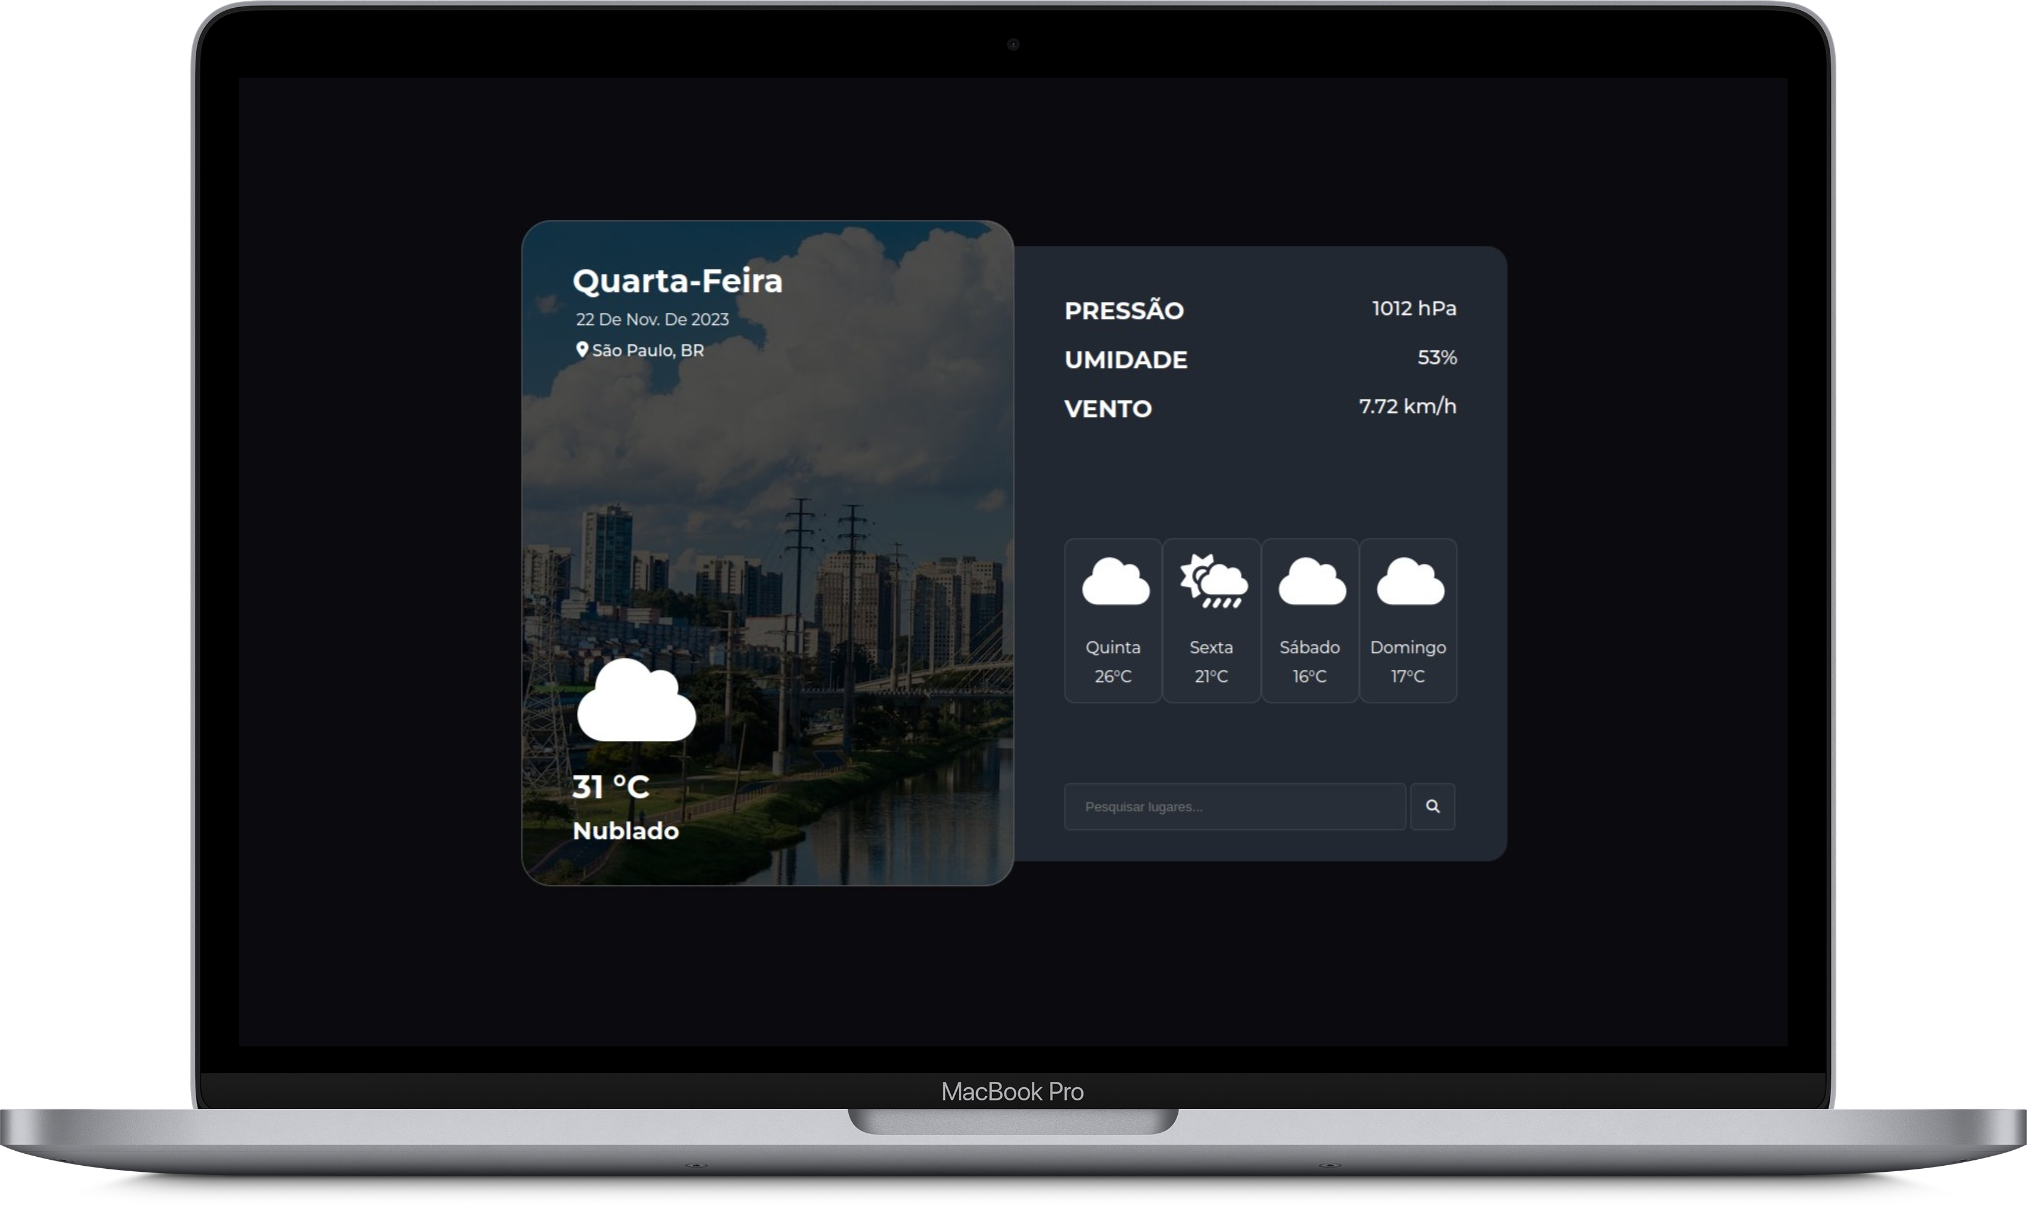 Quarta-Feira
22 De Nov. De 2023
São Paulo, BR
31 °C
Nublado
PRESSÃO 1012 hPa
UMIDADE 53%
VENTO 7.72 km/h
Quinta Sexta Sábado Domingo
26°C 21°C 16°C 17°C
Pesquisar lugares...
MacBook Pro